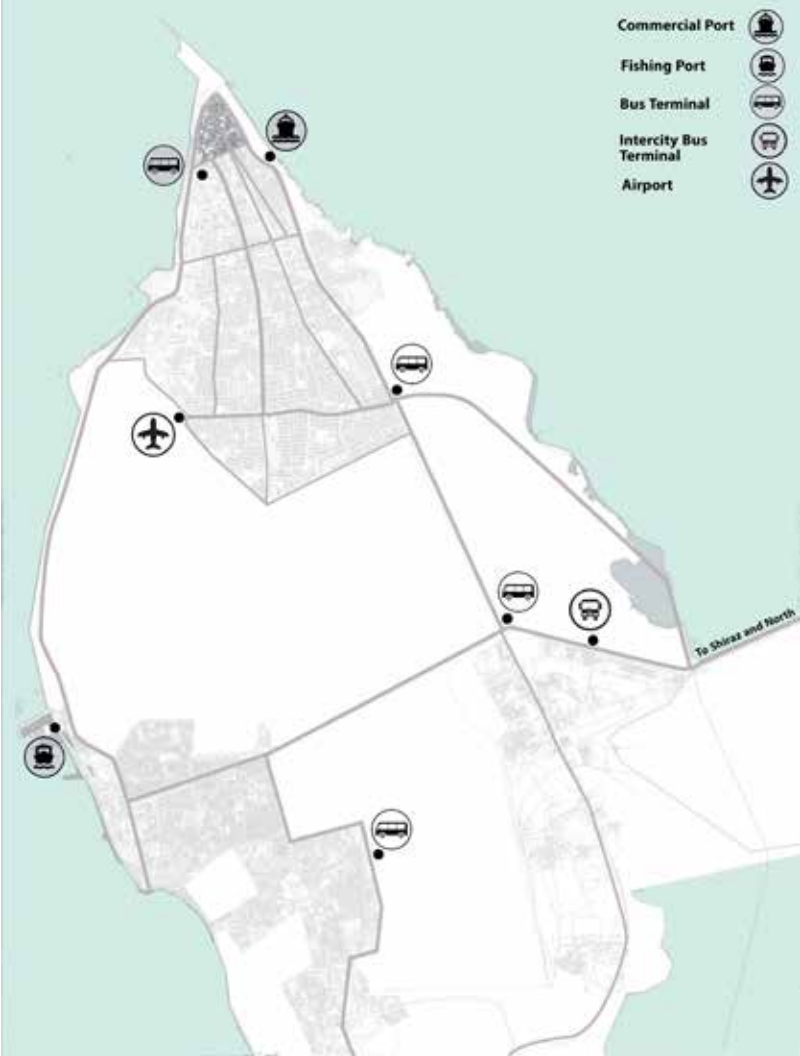 Commercial Port
Fishing Port
Bus Terminal
Intercity Bus
Terminal
Airport
To Shiraz and North